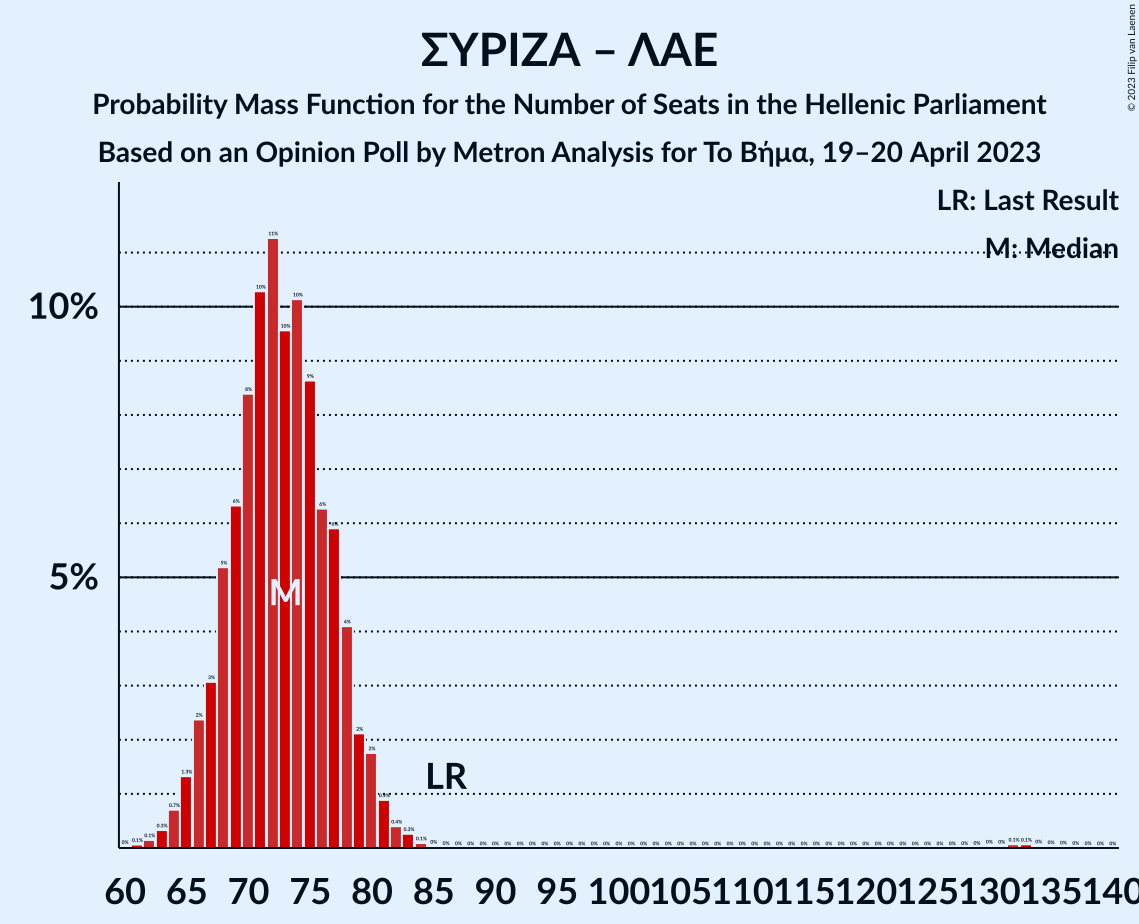 © 2023 Filip van Laenen
ΣΥΡΙΖΑ – ΛΑΕ
Probability Mass Function for the Number of Seats in the Hellenic Parliament
Based on an Opinion Poll by Metron Analysis for Το Βήμα, 19–20 April 2023
LR: Last Result
M: Median
10%
5%
M
LR
60 65 70 75 80 85 90 95 100 105 110 115 120 125 130 135 140